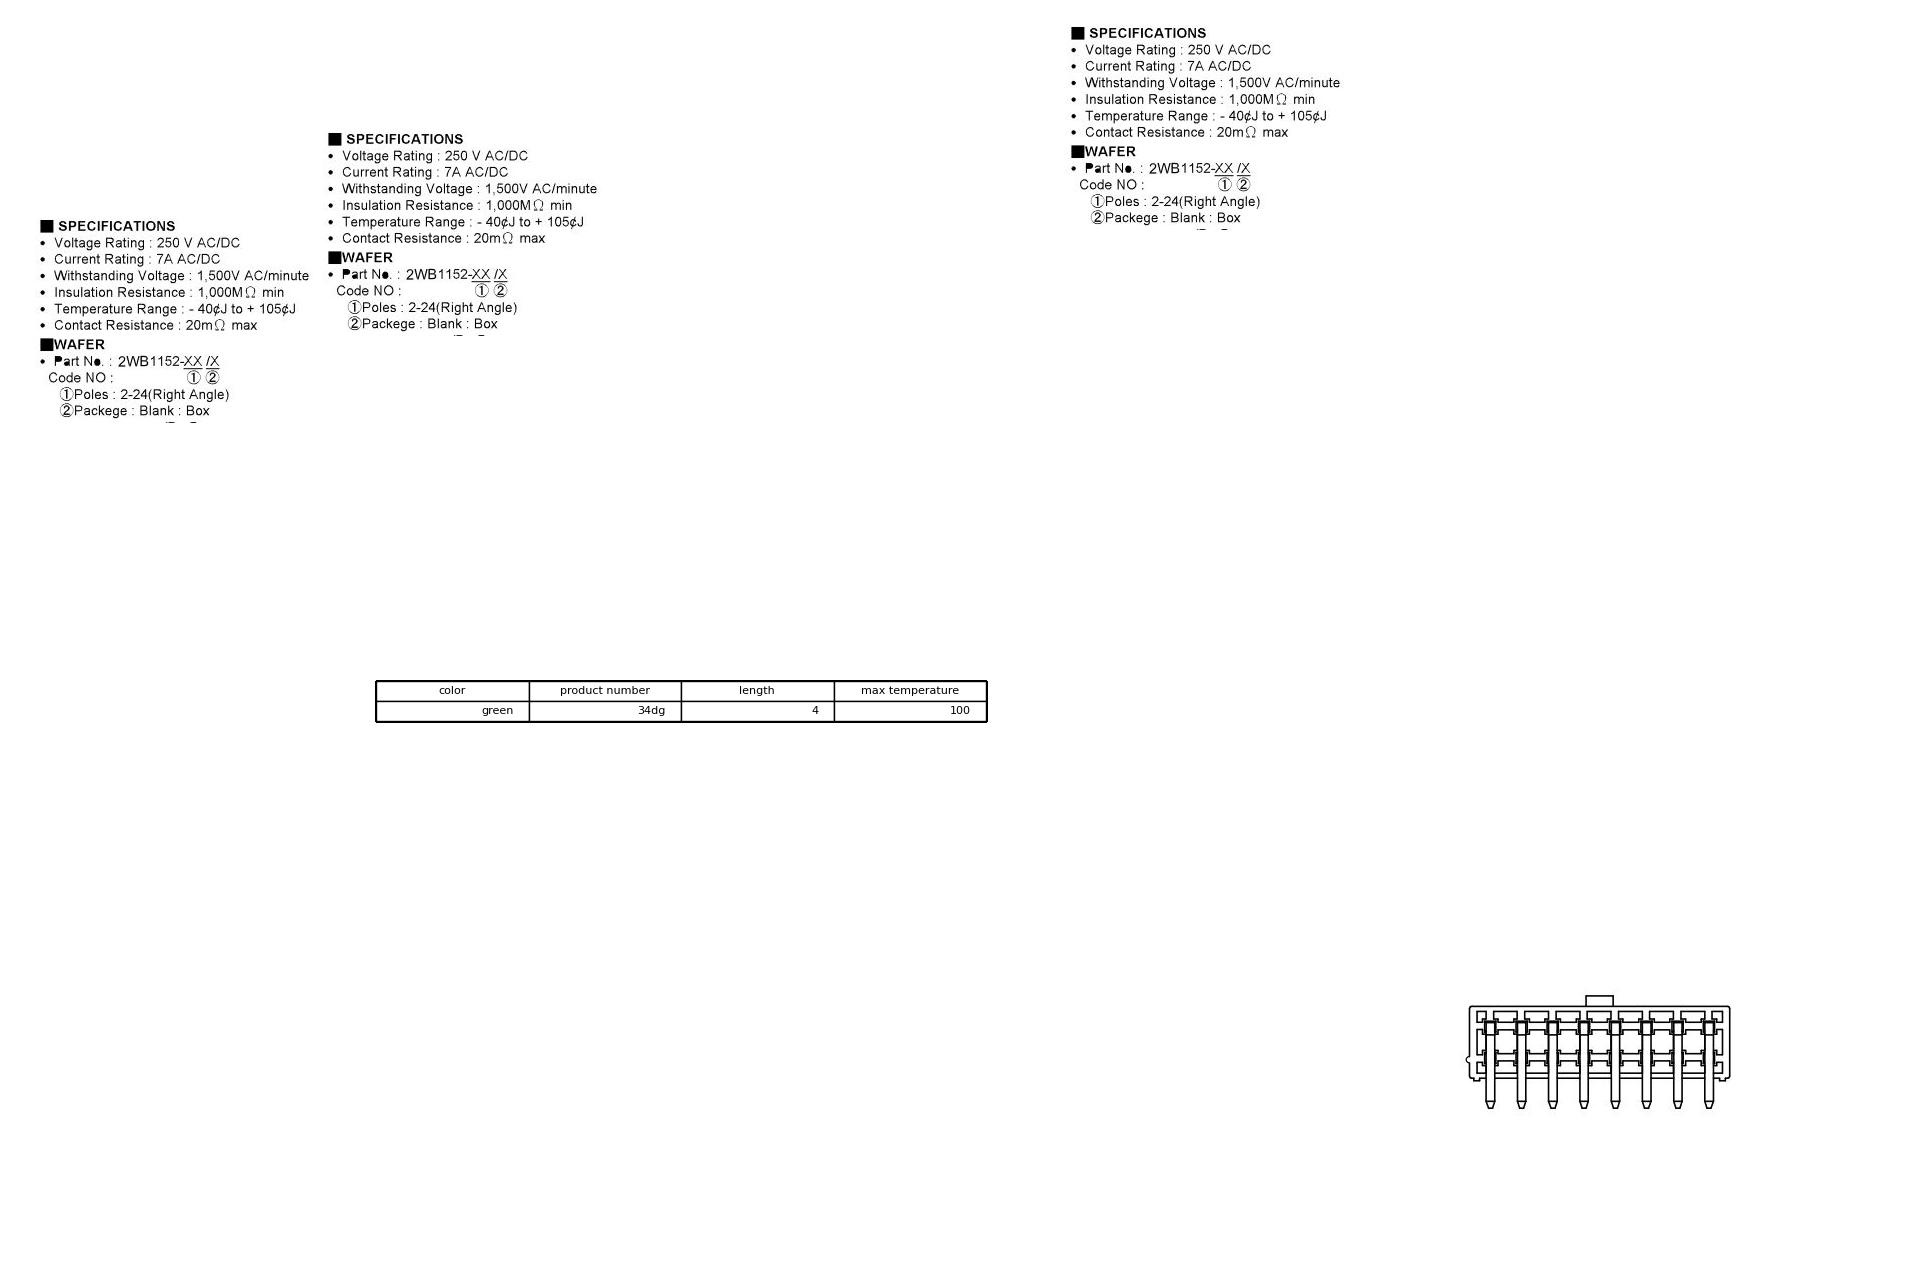 ■ SPECIFICATIONS
• Voltage Rating : 250 V AC/DC
• Current Rating : 7A AC/DC
• Withstanding Voltage : 1,500V AC/minute
• Insulation Resistance : 1,000MΩ min
• Temperature Range : - 40¢J to + 105¢J
• Contact Resistance : 20mΩ max
■WAFER
• Part No. : 2WB1152-XX /X
Code NO : ① ②
①Poles : 2-24(Right Angle)
②Packege : Blank : Box
■ SPECIFICATIONS
• Voltage Rating : 250 V AC/DC
• Current Rating : 7A AC/DC
• Withstanding Voltage : 1,500V AC/minute
• Insulation Resistance : 1,000MΩ min
• Temperature Range : - 40¢J to + 105¢J
• Contact Resistance : 20mΩ max
■WAFER
• Part No. : 2WB1152-XX /X
Code NO : ① ②
①Poles : 2-24(Right Angle)
②Packege : Blank : Box
■ SPECIFICATIONS
• Voltage Rating : 250 V AC/DC
• Current Rating : 7A AC/DC
• Withstanding Voltage : 1,500V AC/minute
• Insulation Resistance : 1,000MΩ min
• Temperature Range : - 40¢J to + 105¢J
• Contact Resistance : 20mΩ max
■WAFER
• Part No. : 2WB1152-XX /X
Code NO : ① ②
①Poles : 2-24(Right Angle)
②Packege : Blank : Box
color product number length max temperature
green 34dg 4 100